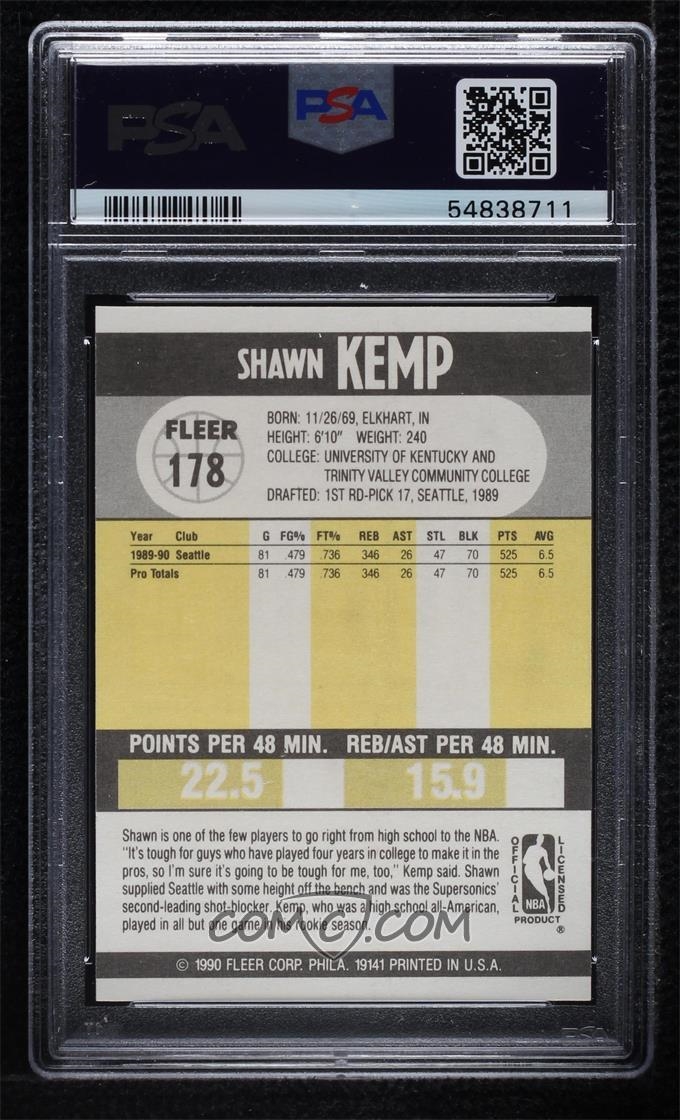 PSA PSA
54838711
SHAWN KEMP
FLEER
178
BORN: 11/26/69, ELKHART, IN
HEIGHT: 6'10" WEIGHT: 240
COLLEGE: UNIVERSITY OF KENTUCKY AND
TRINITY VALLEY COMMUNITY COLLEGE
DRAFTED: 1ST RD-PICK 17, SEATTLE, 1989
Year Club G FG% FT% REB AST STL BLK PTS AVG
1989-90 Seattle 81 .479 .736 346 26 47 70 525 6.5
Pro Totals 81 .479 .736 346 26 47 70 525 6.5
POINTS PER 48 MIN. REB/AST PER 48 MIN.
22.5 15.9
Shawn is one of the few players to go right from high school to the NBA.
"It's tough for guys who have played four years in college to make it in the
pros, so I'm sure it's going to be tough for me, too," Kemp said. Shawn
supplied Seattle with some height off the bench and was the Supersonics'
second-leading shot-blocker. Kemp, who was a high school all-American,
played in all but one game in his rookie season.
OFFICIAL LICENSED
NBA
PRODUCT ®
COMC.COM
© 1990 FLEER CORP. PHILA. 19141 PRINTED IN U.S.A.
PSA